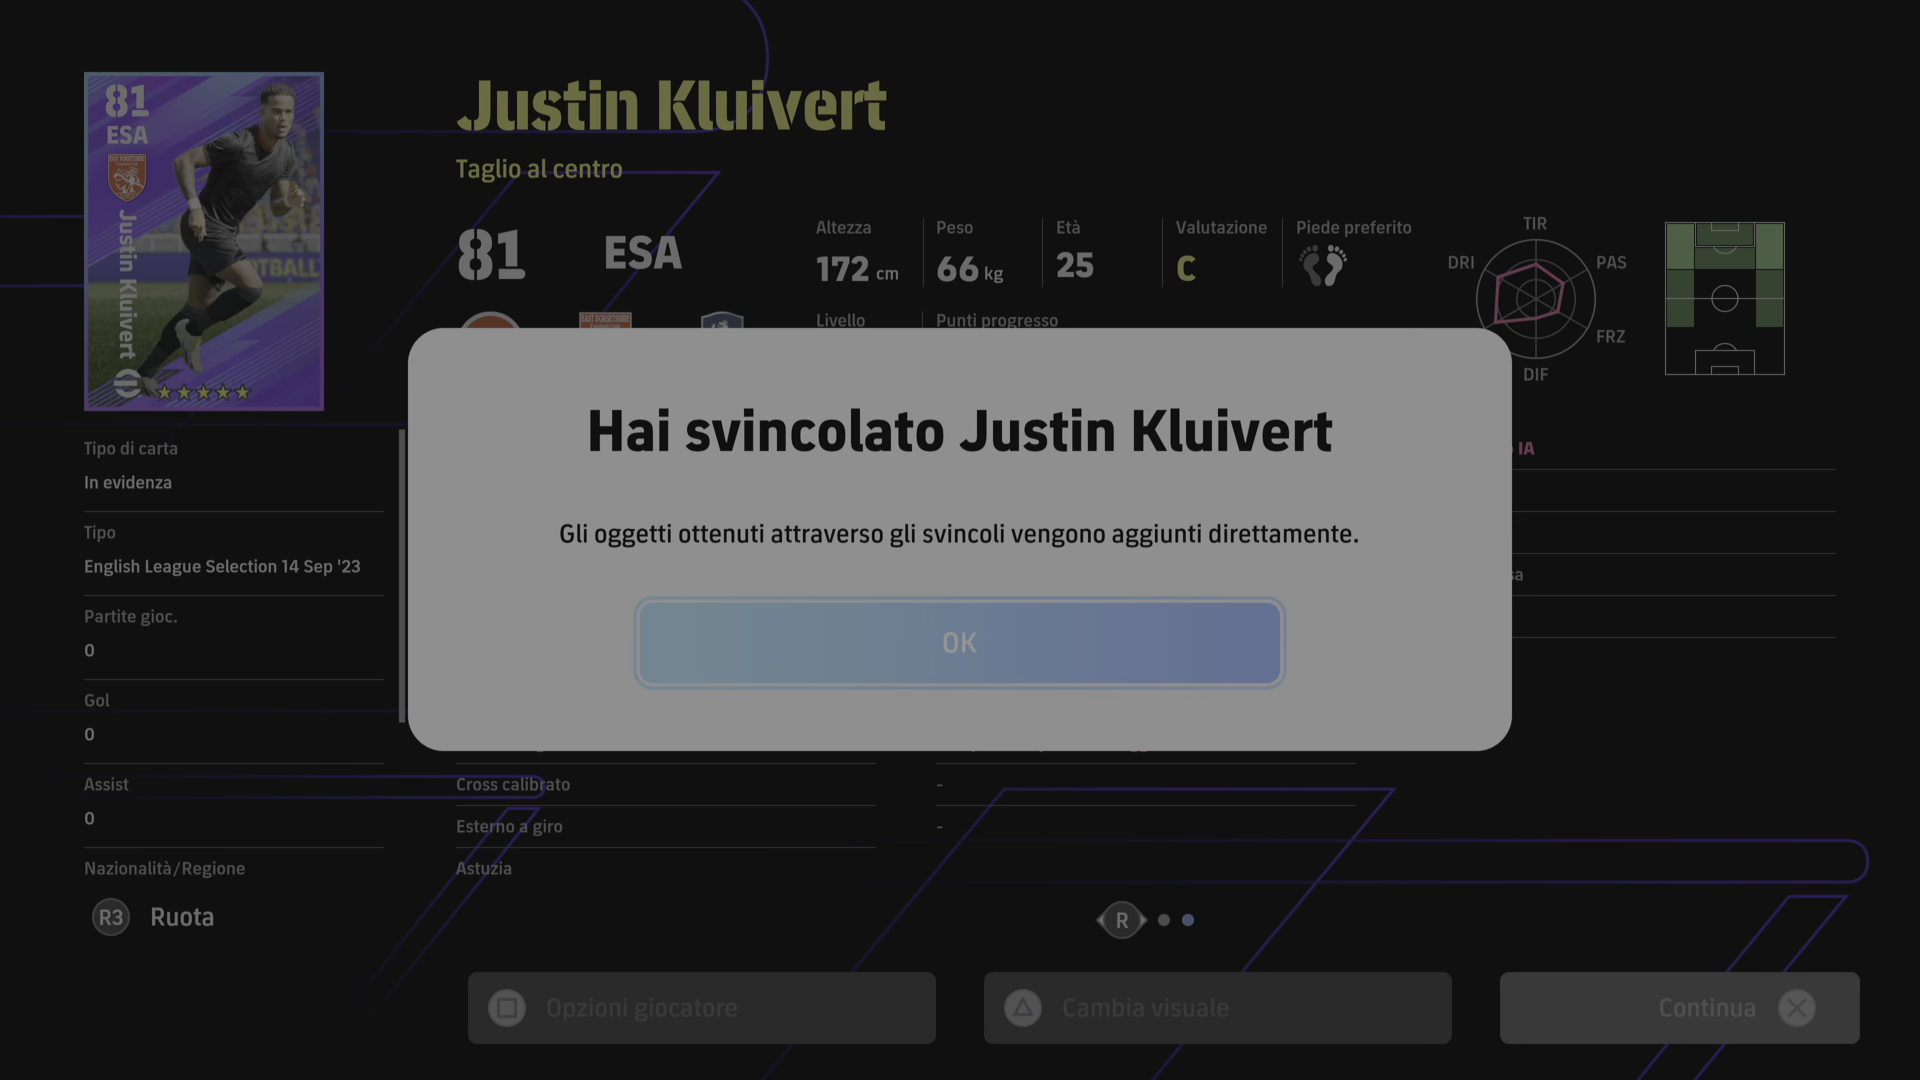 81
ESA
Justin Kluivert
Justin Kluivert
Taglio al centro
81
ESA
Altezza
172 cm
Peso
66 kg
Età
25
Valutazione
C
Piede preferito
Livello
Punti progresso
TIR
DRI
PAS
FRZ
DIF
Hai svincolato Justin Kluivert
Gli oggetti ottenuti attraverso gli svincoli vengono aggiunti direttamente.
OK
IA
Tipo di carta
In evidenza
Tipo
English League Selection 14 Sep '23
Partite gioc.
0
Gol
0
Assist
0
Nazionalità/Regione
R3 Ruota
Cross calibrato
-
Esterno a giro
-
Astuzia
R
Opzioni giocatore
Cambia visuale
Continua